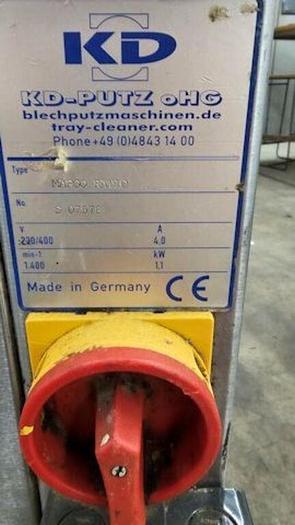 KD
KD-PUTZ oHG
blechputzmaschinen.de
tray-cleaner.com
Phone+49 (0)4843 14 00
Type
No.
V A
230/400 4,0
min-1 kW
1.400 1,1
Made in Germany CE